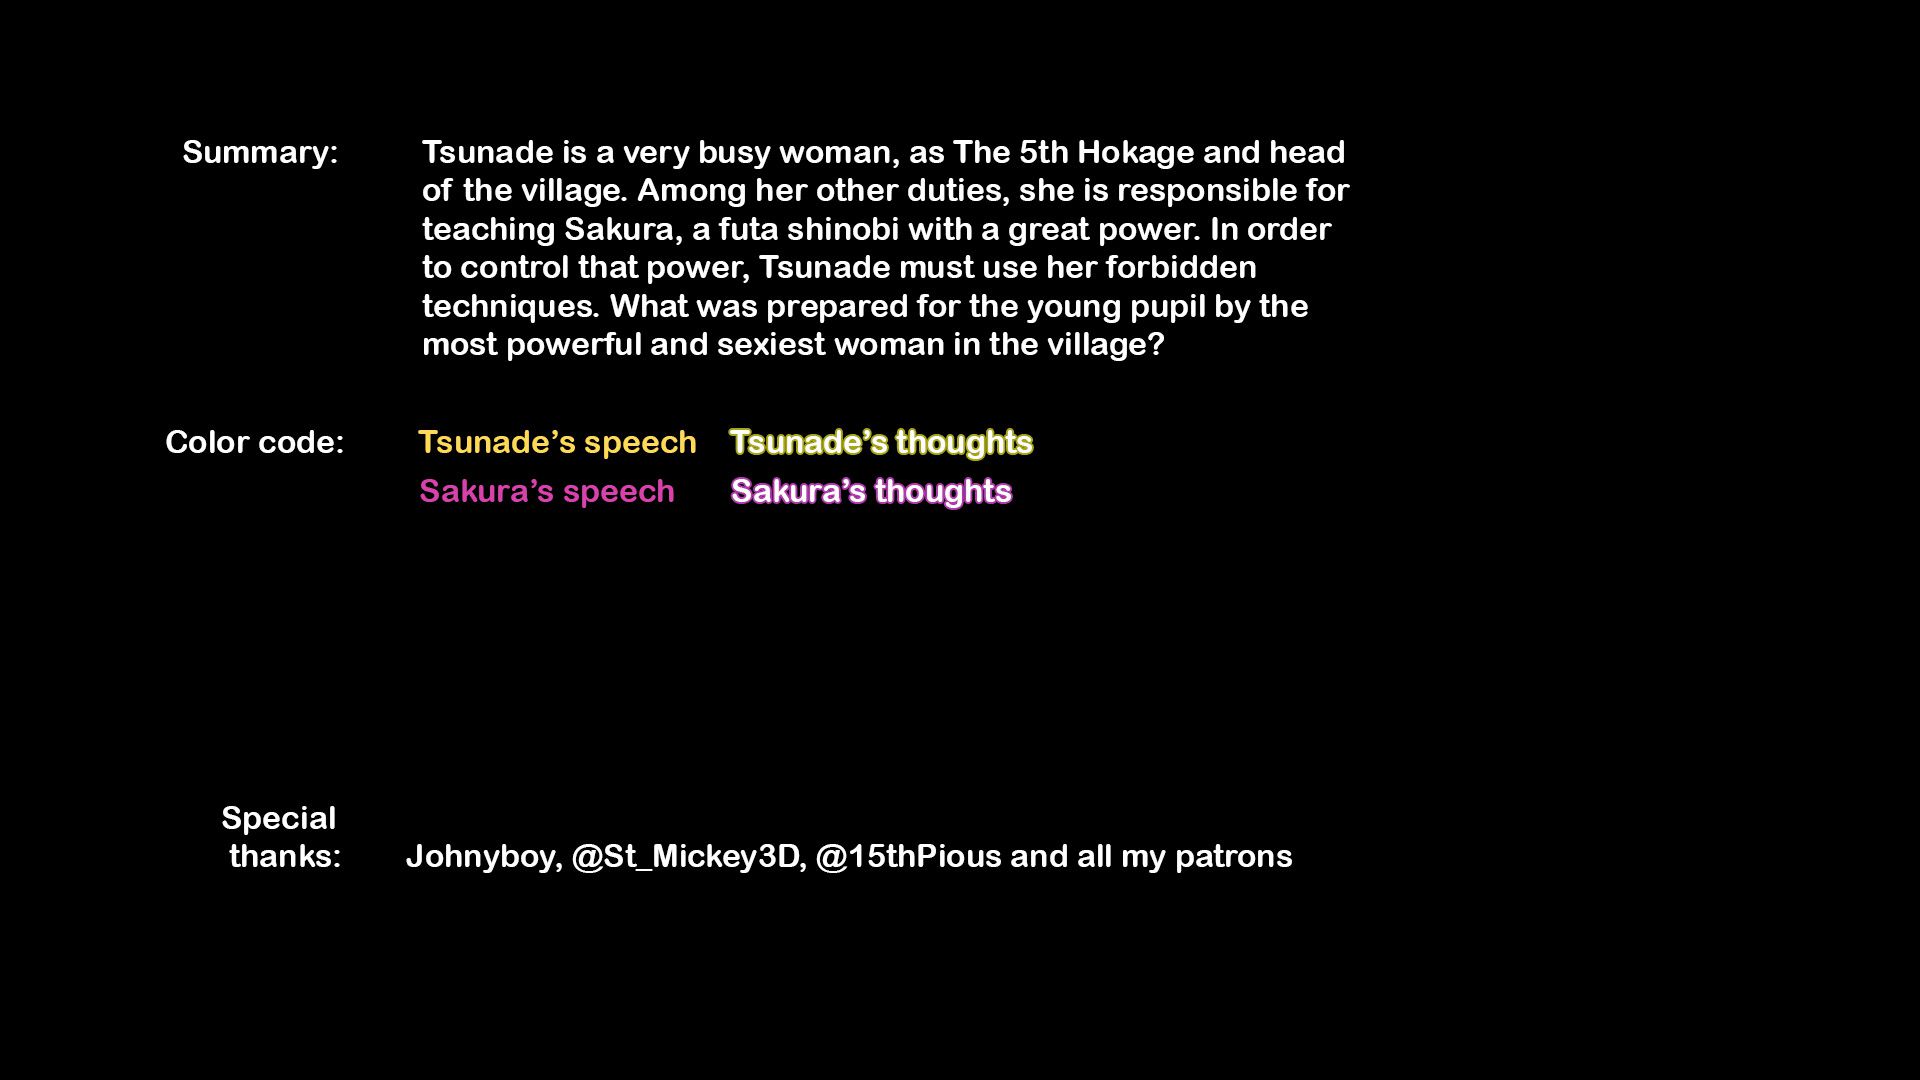 Summary: Tsunade is a very busy woman, as The 5th Hokage and head
of the village. Among her other duties, she is responsible for
teaching Sakura, a futa shinobi with a great power. In order
to control that power, Tsunade must use her forbidden
techniques. What was prepared for the young pupil by the
most powerful and sexiest woman in the village?
Color code: Tsunade’s speech Tsunade’s thoughts
Sakura’s speech Sakura’s thoughts
Special
thanks: Johnyboy, @St_Mickey3D, @15thPious and all my patrons